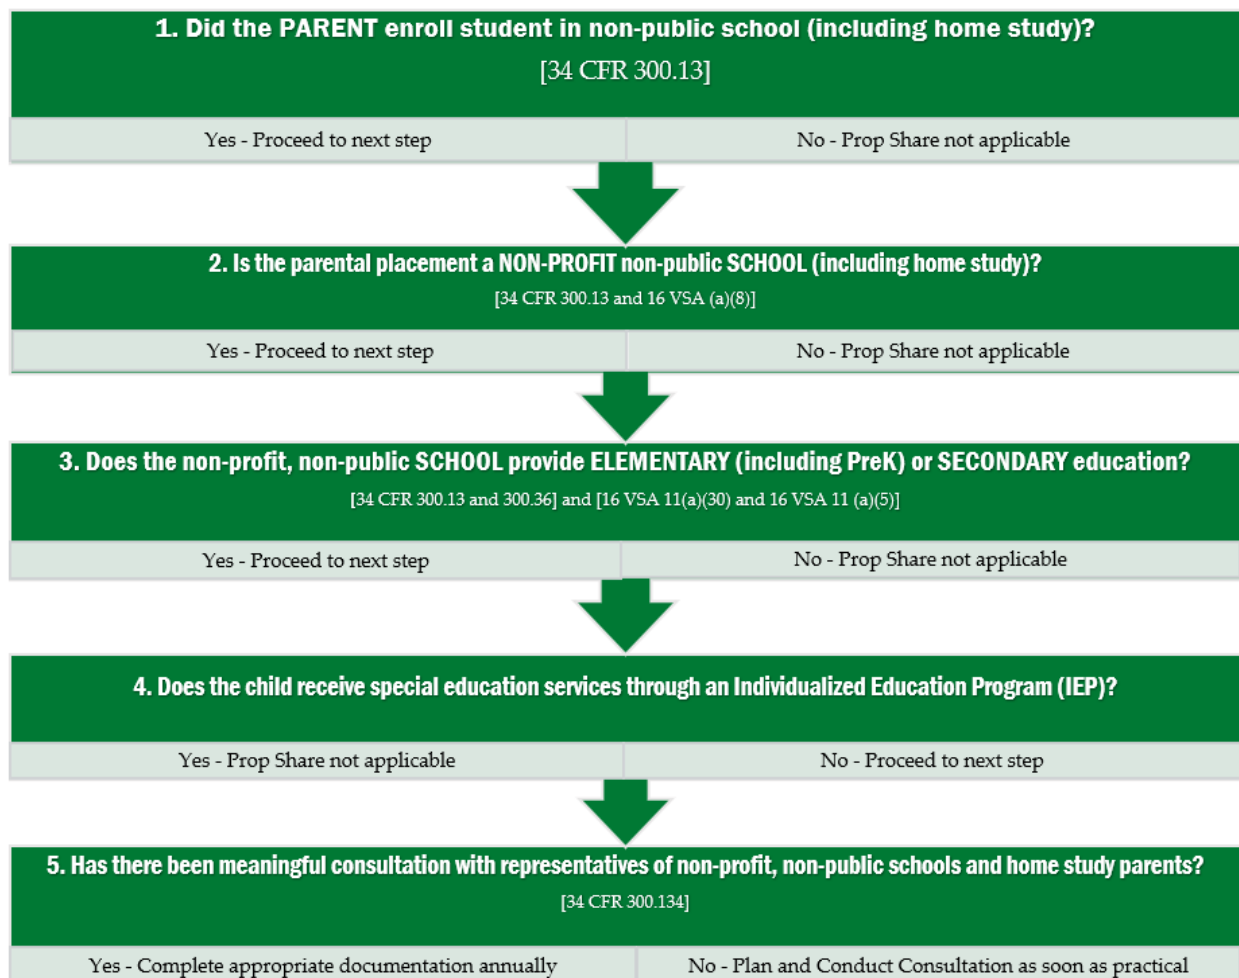 1. Did the PARENT enroll student in non-public school (including home study)?
[34 CFR 300.13]
Yes - Proceed to next step
No - Prop Share not applicable
2. Is the parental placement a NON-PROFIT non-public SCHOOL (including home study)?
[34 CFR 300.13 and 16 VSA (a)(8)]
Yes - Proceed to next step
No - Prop Share not applicable
3. Does the non-profit, non-public SCHOOL provide ELEMENTARY (including PreK) or SECONDARY education?
[34 CFR 300.13 and 300.36] and [16 VSA 11(a)(30) and 16 VSA 11 (a)(5)]
Yes - Proceed to next step
No - Prop Share not applicable
4. Does the child receive special education services through an Individualized Education Program (IEP)?
Yes - Prop Share not applicable
No - Proceed to next step
5. Has there been meaningful consultation with representatives of non-profit, non-public schools and home study parents?
[34 CFR 300.134]
Yes - Complete appropriate documentation annually
No - Plan and Conduct Consultation as soon as practical